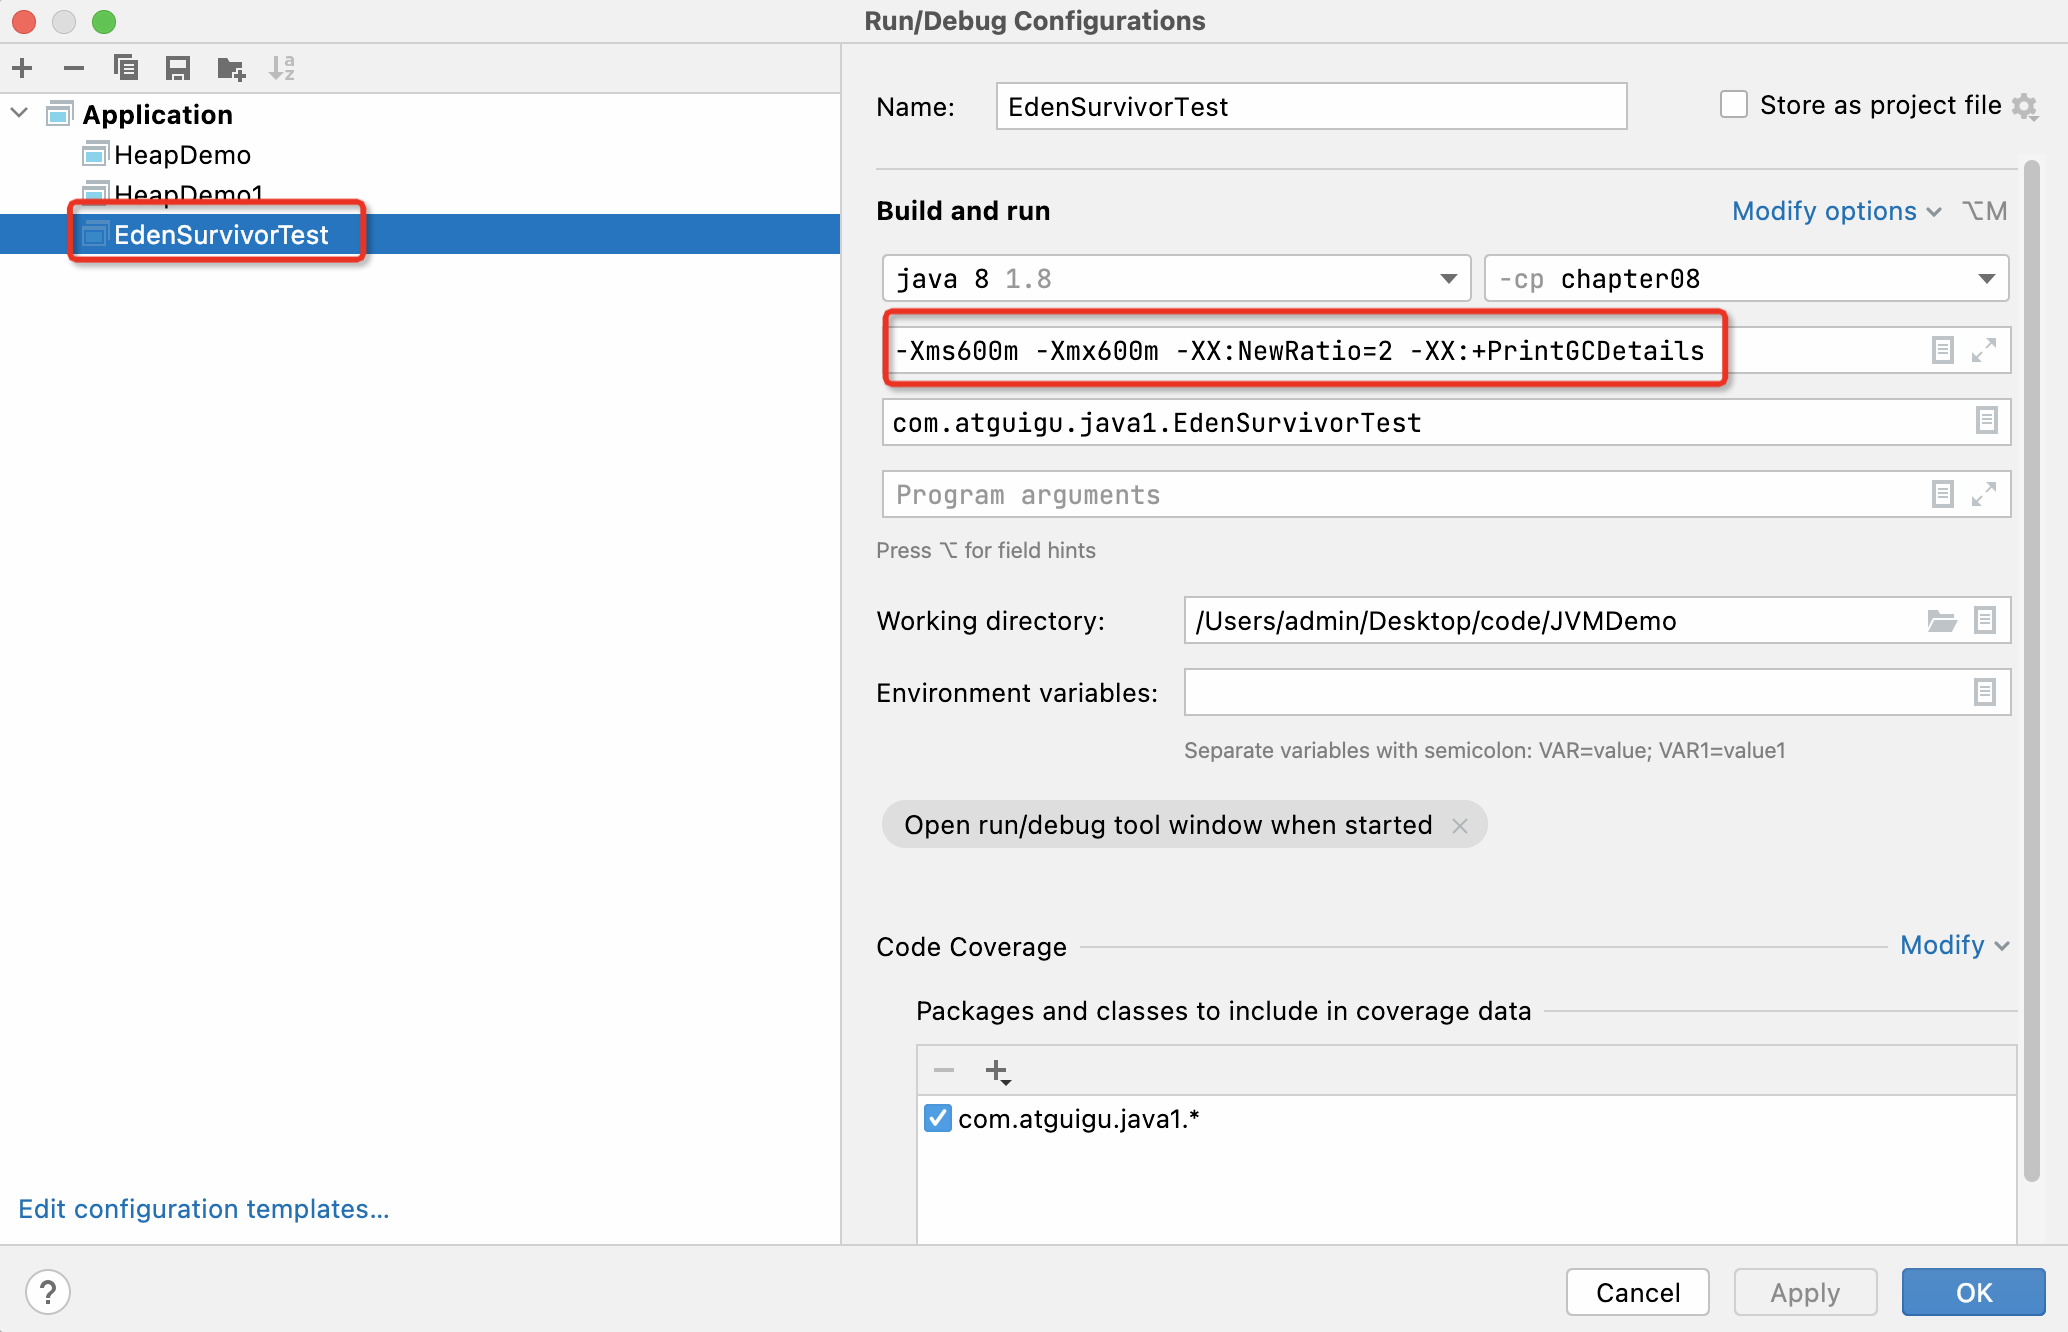 Run/Debug Configurations
Application
HeapDemo
HeapDemo1
EdenSurvivorTest
Edit configuration templates...
Name: EdenSurvivorTest
Store as project file
Build and run
Modify options ⌥M
java 8 1.8
-cp chapter08
-Xms600m -Xmx600m -XX:NewRatio=2 -XX:+PrintGCDetails
com.atguigu.java1.EdenSurvivorTest
Program arguments
Press ⌥ for field hints
Working directory: /Users/admin/Desktop/code/JVMDemo
Environment variables:
Separate variables with semicolon: VAR=value; VAR1=value1
Open run/debug tool window when started
Code Coverage
Modify
Packages and classes to include in coverage data
com.atguigu.java1.*
?
Cancel
Apply
OK